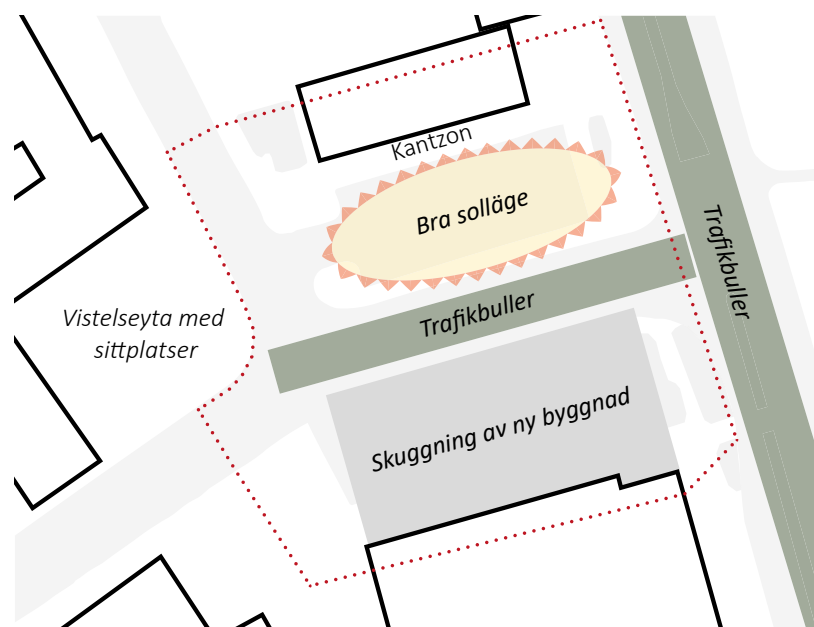 Kantzon
Bra solläge
Trafikbuller
Trafikbuller
Vistelseyta med
sittplatser
Skuggning av ny byggnad